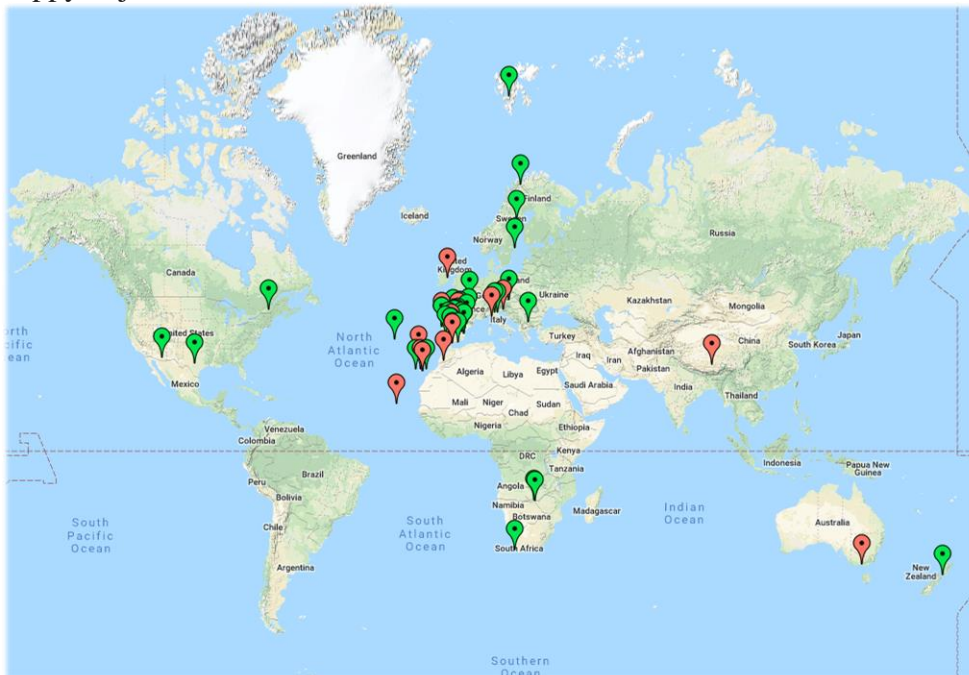 Greenland
Iceland
Finland
Sweden
Norway
Russia
Canada
United
Kingdom
Ukraine
Kazakhstan
Mongolia
Italy
North
Atlantic
Ocean
United States
Turkey
Japan
South Korea
China
Iraq
Iran
Afghanistan
Pakistan
Algeria
Libya
Egypt
Saudi Arabia
Mexico
India
Thailand
Mali
Niger
Chad
Sudan
Nigeria
Ethiopia
Venezuela
Colombia
DRC
Kenya
Tanzania
Indonesia
Papua New
Guinea
Peru
Brazil
Angola
Bolivia
Namibia
Botswana
Madagascar
Indian
Ocean
South
Pacific
Ocean
South
Atlantic
Ocean
Chile
Australia
South Africa
Argentina
New
Zealand
Southern
Ocean